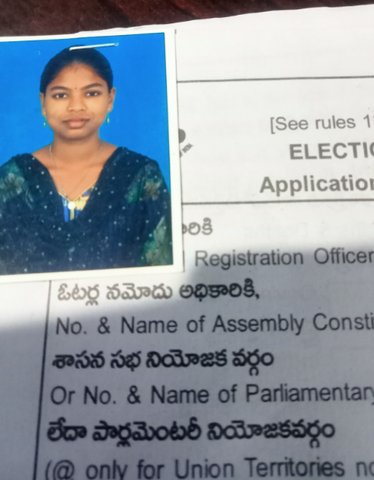 [See rules 1
ELECTIO
Application
రికి
Registration Officer
ఓటర్ల నమోదు అధికారికి,
No. & Name of Assembly Consti
శాసన సభ నియోజక వర్గం
Or No. & Name of Parliamentary
లేదా పార్లమెంటరీ నియోజకవర్గం
(@ only for Union Territories no